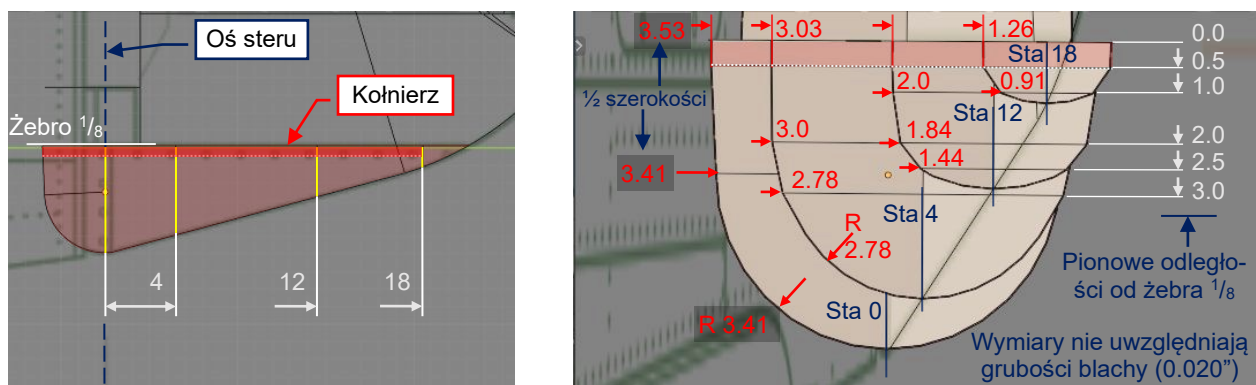 Oś steru
Kołnierz
Żebro 1/8
4
12
18
3.53
3.03
1.26
0.0
Sta 18
0.5
½ szerokości
2.0
0.91
1.0
Sta 12
3.0
1.84
2.0
1.44
2.5
3.41
2.78
3.0
Sta 4
R
2.78
Pionowe odległo-
ści od żebra 1/8
Sta 0
R 3.41
Wymiary nie uwzględniają
grubości blachy (0.020”)